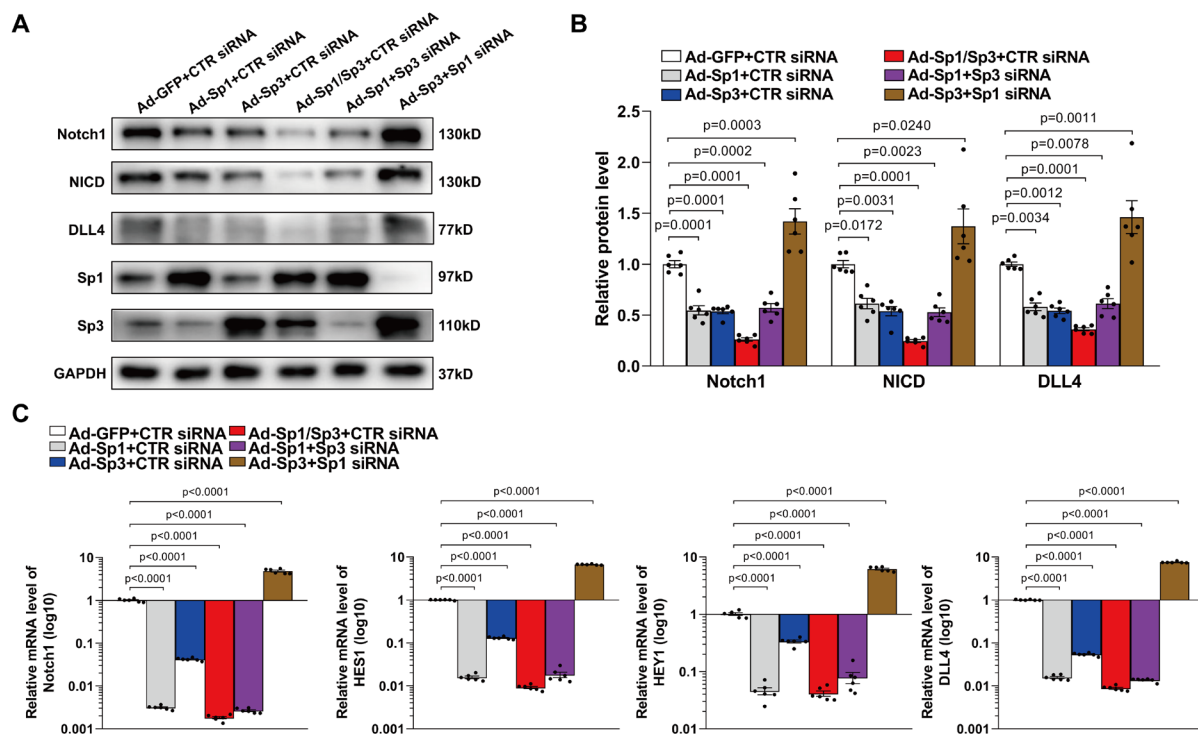 A
Ad-GFP+CTR siRNA
Ad-Sp1+CTR siRNA
Ad-Sp3+CTR siRNA
Ad-Sp1/Sp3+CTR siRNA
Ad-Sp1+Sp3 siRNA
Ad-Sp3+Sp1 siRNA
Notch1 130kD
NICD 130kD
DLL4 77kD
Sp1 97kD
Sp3 110kD
GAPDH 37kD
B
Ad-GFP+CTR siRNA Ad-Sp1/Sp3+CTR siRNA
Ad-Sp1+CTR siRNA Ad-Sp1+Sp3 siRNA
Ad-Sp3+CTR siRNA Ad-Sp3+Sp1 siRNA
Relative protein level
2.5
2.0
1.5
1.0
0.5
0.0
p=0.0003
p=0.0002
p=0.0001
p=0.0001
p=0.0001
p=0.0240
p=0.0023
p=0.0001
p=0.0031
p=0.0172
p=0.0011
p=0.0078
p=0.0001
p=0.0012
p=0.0034
Notch1 NICD DLL4
C
Ad-GFP+CTR siRNA Ad-Sp1/Sp3+CTR siRNA
Ad-Sp1+CTR siRNA Ad-Sp1+Sp3 siRNA
Ad-Sp3+CTR siRNA Ad-Sp3+Sp1 siRNA
Relative mRNA level of
Notch1 (log10)
10
1
0.1
0.01
0.001
p<0.0001
p<0.0001
p<0.0001
p<0.0001
p<0.0001
Relative mRNA level of
HES1 (log10)
10
1
0.1
0.01
0.001
p<0.0001
p<0.0001
p<0.0001
p<0.0001
p<0.0001
Relative mRNA level of
HEY1 (log10)
10
1
0.1
0.01
p<0.0001
p<0.0001
p<0.0001
p<0.0001
p<0.0001
Relative mRNA level of
DLL4 (log10)
10
1
0.1
0.01
0.001
p<0.0001
p<0.0001
p<0.0001
p<0.0001
p<0.0001